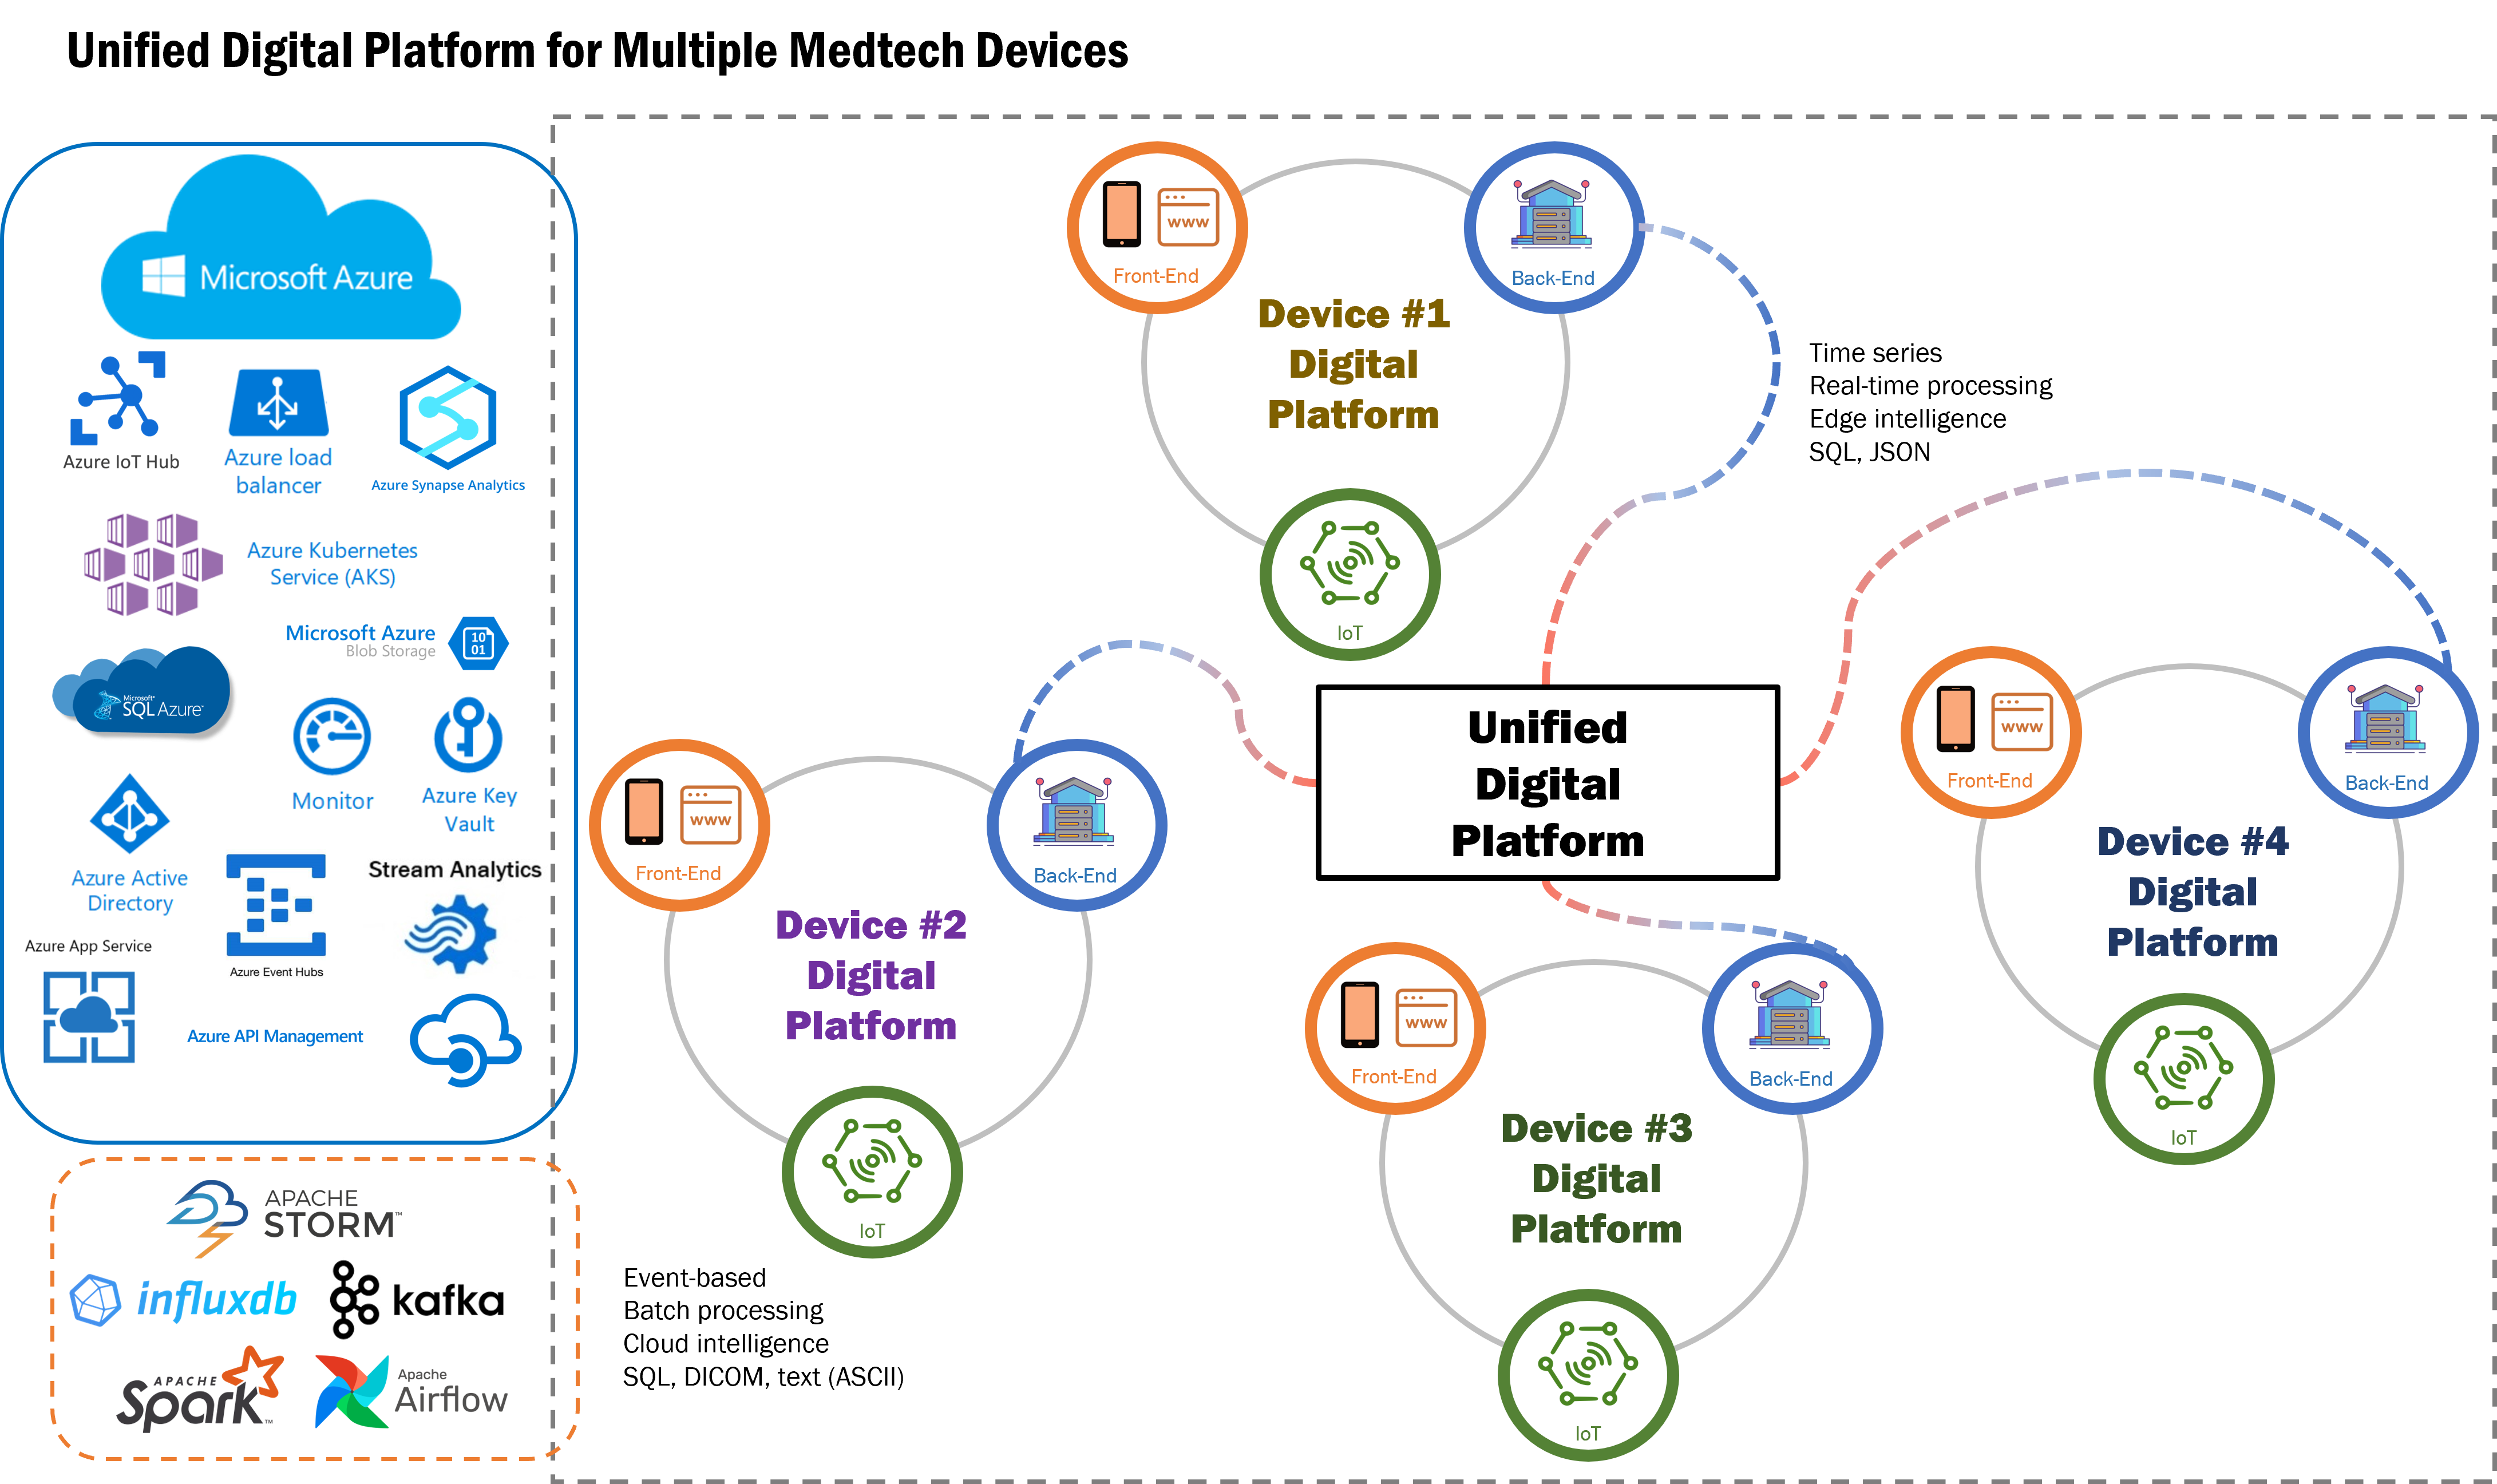 Unified Digital Platform for Multiple Medtech Devices
Microsoft Azure
Azure IoT Hub
Azure load
balancer
Azure Synapse Analytics
Azure Kubernetes
Service (AKS)
Microsoft Azure
Blob Storage
10
01
Microsoft®
SQL Azure™
Monitor
Azure Key
Vault
Azure Active
Directory
Stream Analytics
Azure App Service
Azure Event Hubs
Azure API Management
APACHE
STORM™
influxdb
kafka
APACHE
Spark™
Apache
Airflow
www
Front-End
Back-End
Device #1
Digital
Platform
IoT
Time series
Real-time processing
Edge intelligence
SQL, JSON
Unified
Digital
Platform
www
Front-End
Back-End
Device #2
Digital
Platform
IoT
Event-based
Batch processing
Cloud intelligence
SQL, DICOM, text (ASCII)
www
Front-End
Back-End
Device #3
Digital
Platform
IoT
www
Front-End
Back-End
Device #4
Digital
Platform
IoT